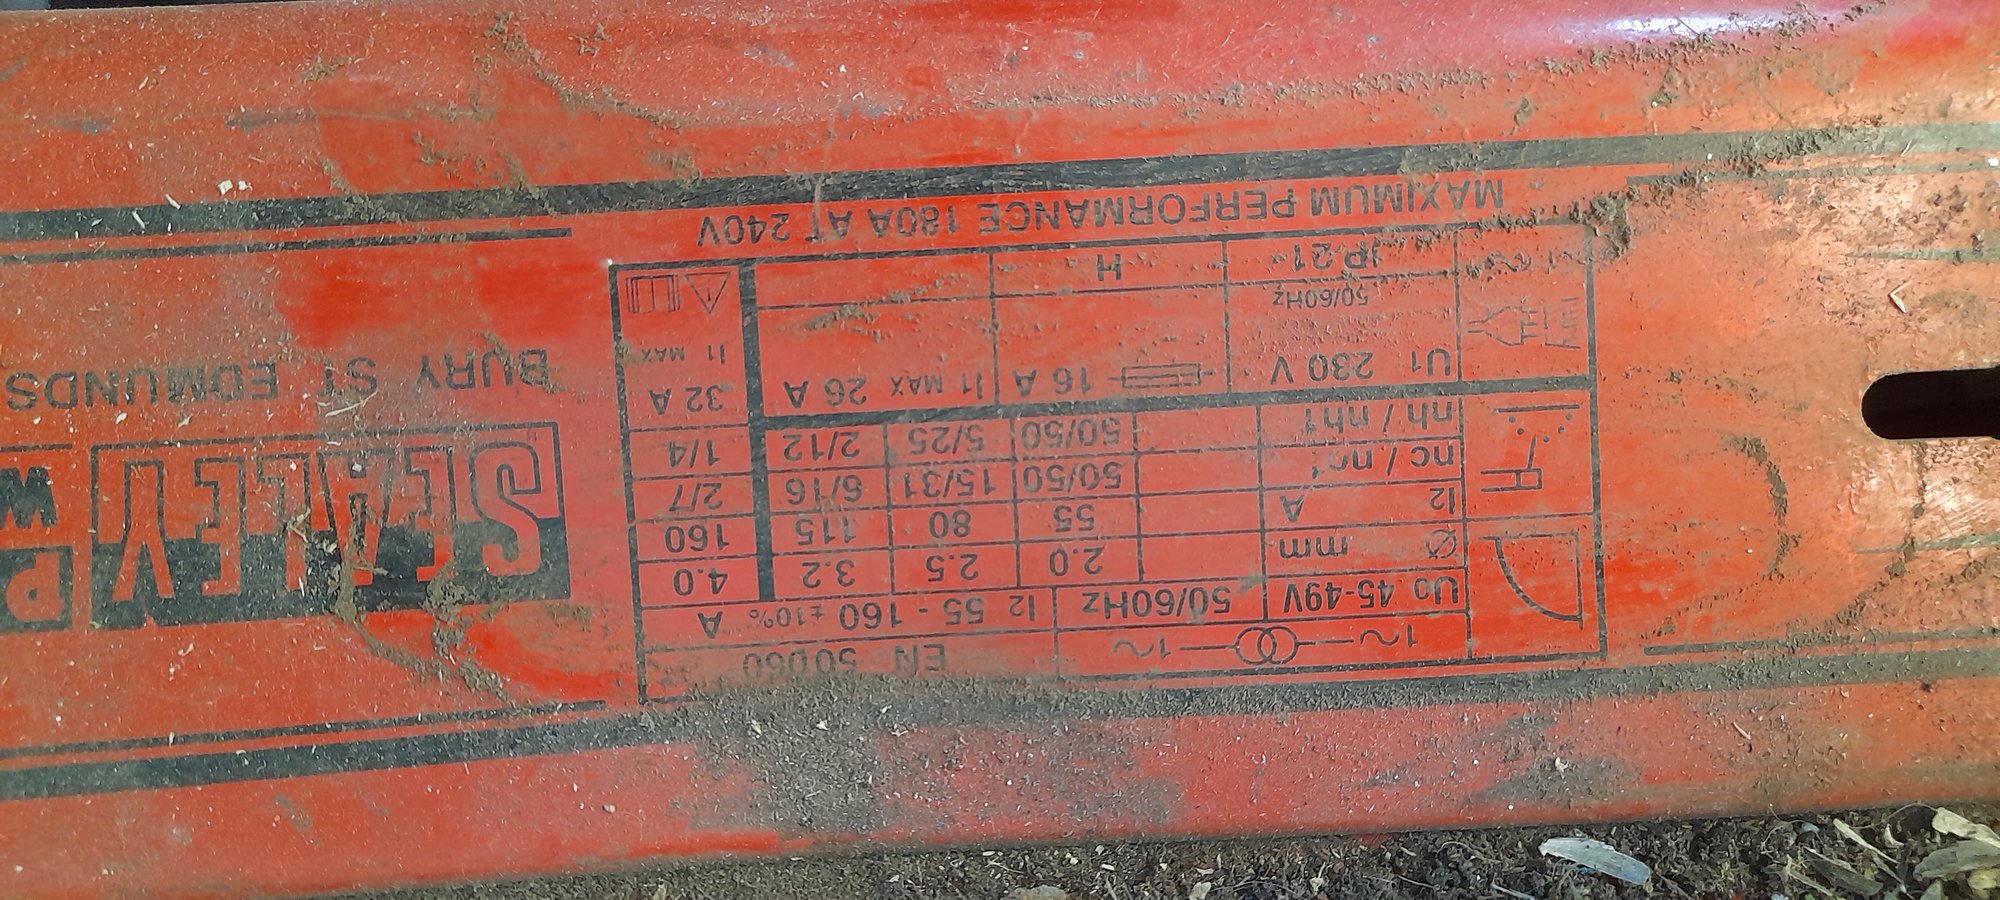 EN 50060
1~ 1~
U0 45-49V 50/60Hz I2 55 - 160 ±10% A
Ø mm 2.0 2.5 3.2 4.0
I2 A 55 80 115 160
nc / nc1 50/50 15/31 6/16 2/7
nh / nh1 50/50 5/25 2/12 1/4
U1 230 V 16 A I1 MAX 26 A 32 A
50/60Hz I1 MAX
IP 21 H
MAXIMUM PERFORMANCE 180A AT 240V
SEALEY
P
W
BURY ST EDMUNDS